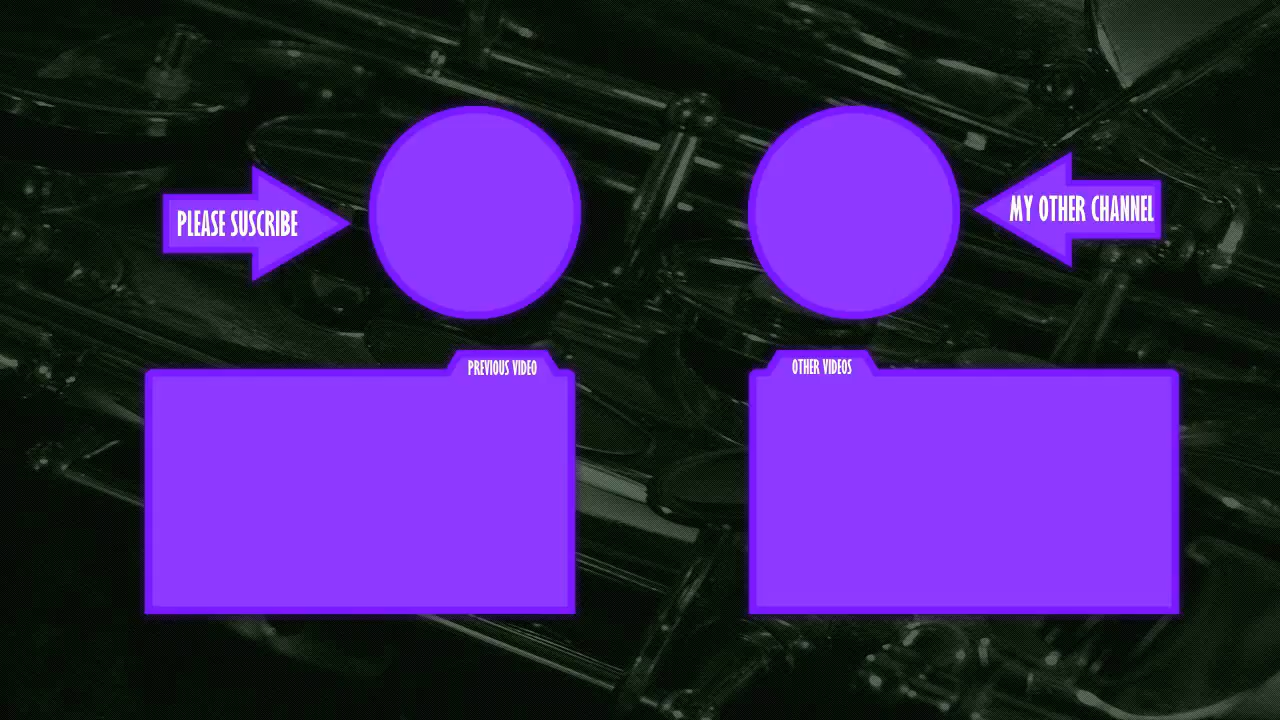 PLEASE SUSCRIBE
MY OTHER CHANNEL
PREVIOUS VIDEO
OTHER VIDEOS